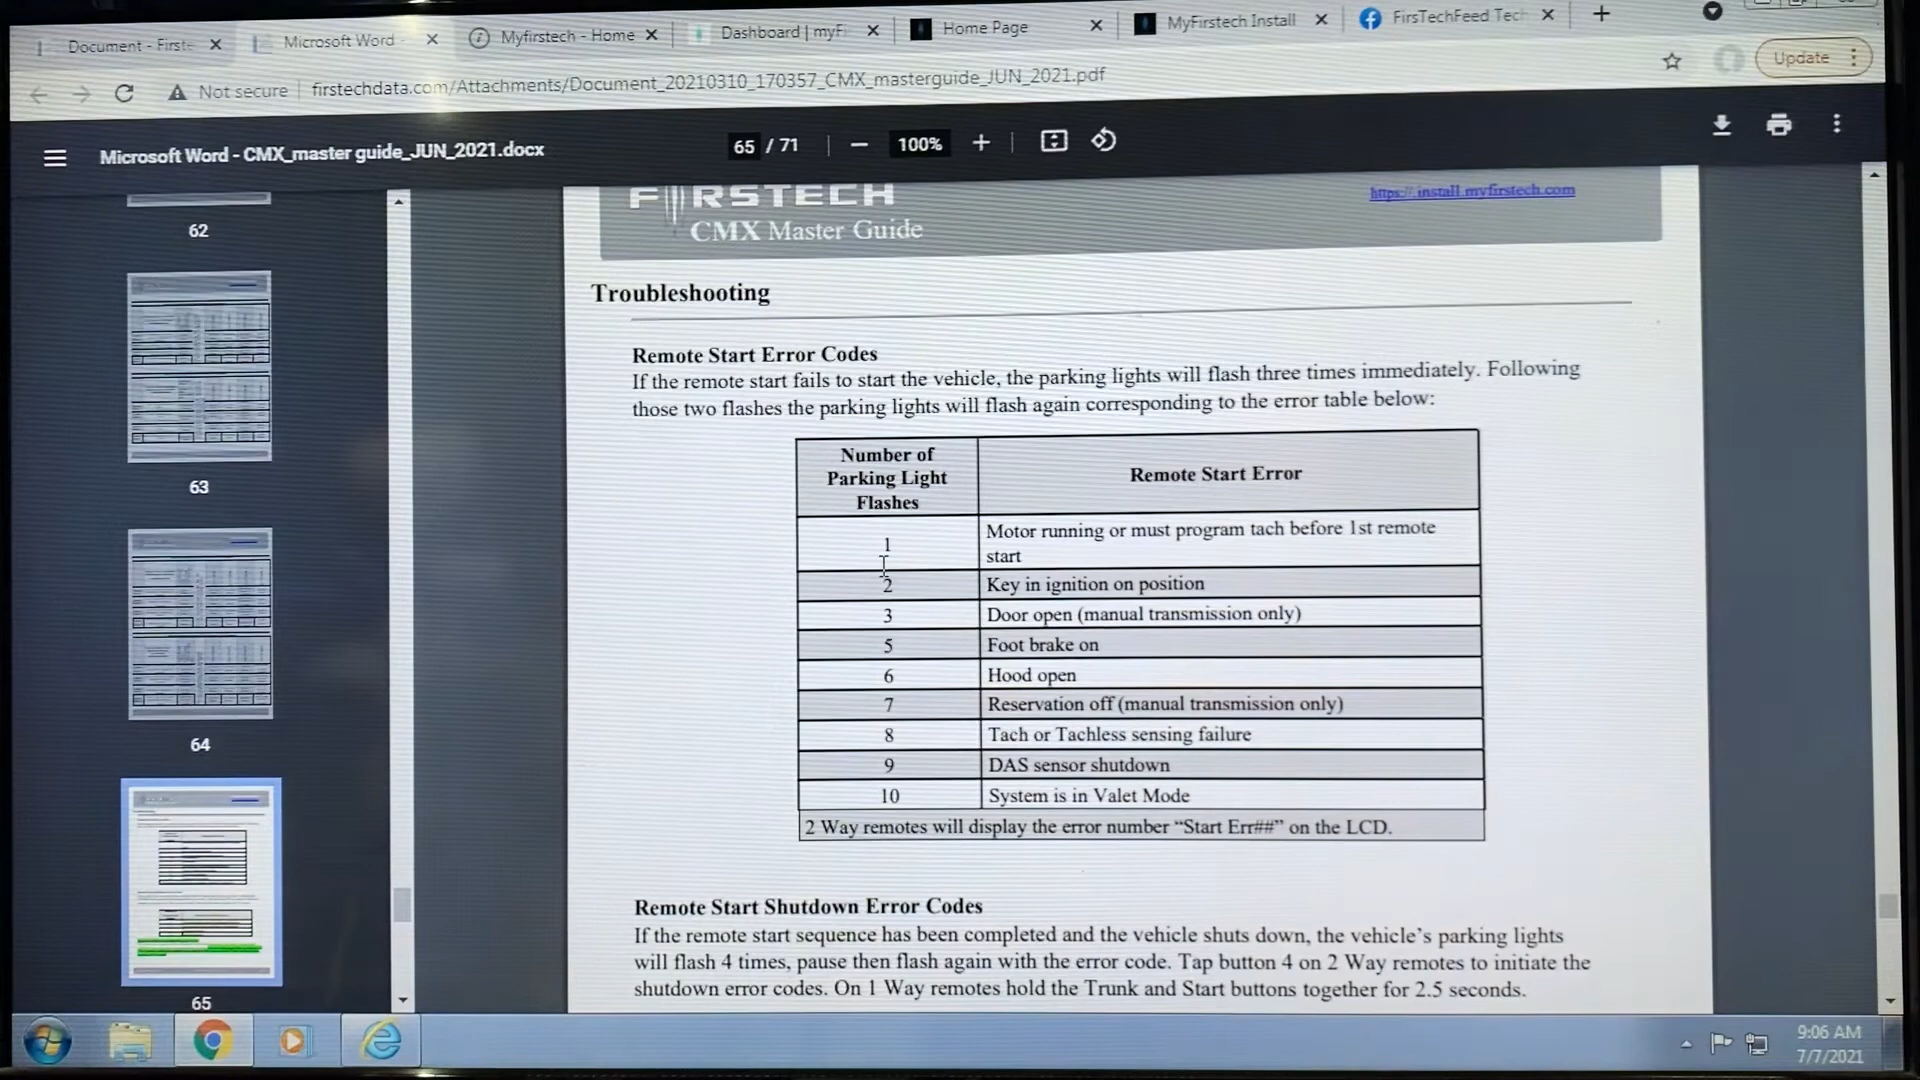 Document - Firste
Microsoft Word -
Myfirstech - Home
Dashboard | myFi
Home Page
MyFirstech Install
FirsTechFeed Tec
Not secure
firstechdata.com/Attachments/Document_20210310_170357_CMX_masterguide_JUN_2021.pdf
Update
Microsoft Word - CMX_master guide_JUN_2021.docx
65 / 71
100%
62
63
64
65
FIRSTECH
https://.install.myfirstech.com
CMX Master Guide
Troubleshooting
Remote Start Error Codes
If the remote start fails to start the vehicle, the parking lights will flash three times immediately. Following
those two flashes the parking lights will flash again corresponding to the error table below:
Number of
Parking Light
Flashes
Remote Start Error
1
Motor running or must program tach before 1st remote
start
2 Key in ignition on position
3 Door open (manual transmission only)
5 Foot brake on
6 Hood open
7 Reservation off (manual transmission only)
8 Tach or Tachless sensing failure
9 DAS sensor shutdown
10 System is in Valet Mode
2 Way remotes will display the error number “Start Err##” on the LCD.
Remote Start Shutdown Error Codes
If the remote start sequence has been completed and the vehicle shuts down, the vehicle’s parking lights
will flash 4 times, pause then flash again with the error code. Tap button 4 on 2 Way remotes to initiate the
shutdown error codes. On 1 Way remotes hold the Trunk and Start buttons together for 2.5 seconds.
9:06 AM
7/7/2021